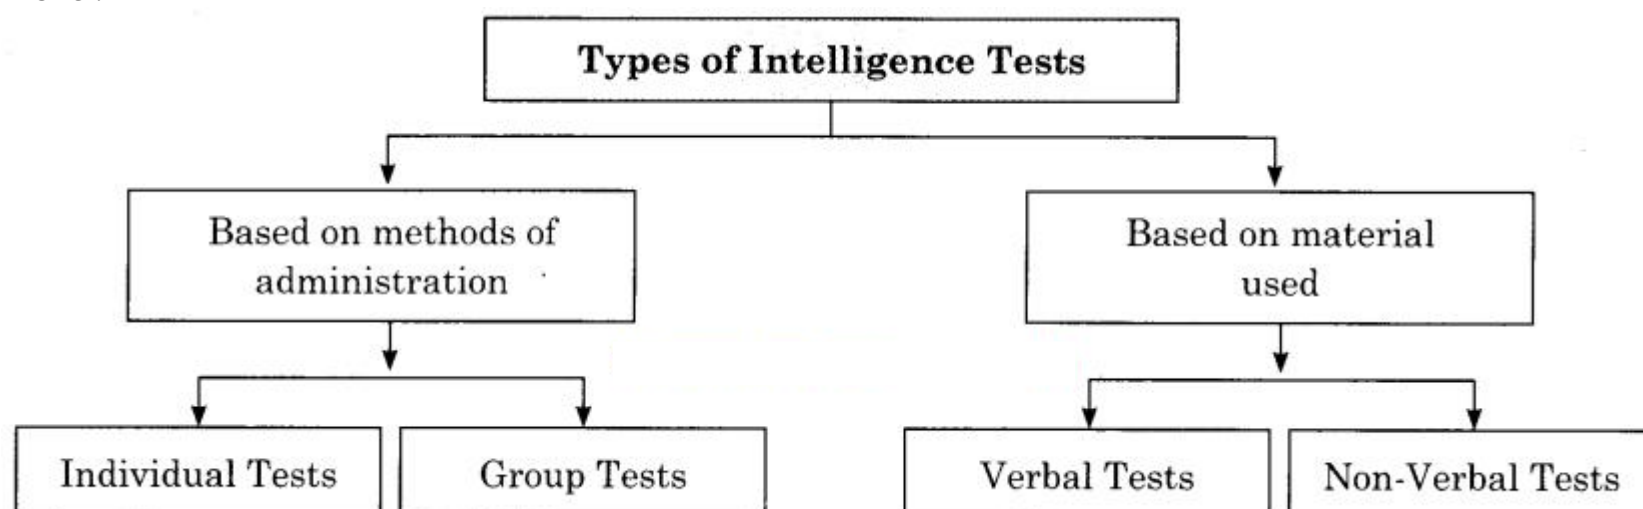 Types of Intelligence Tests
Based on methods of
administration
Based on material
used
Individual Tests
Group Tests
Verbal Tests
Non-Verbal Tests